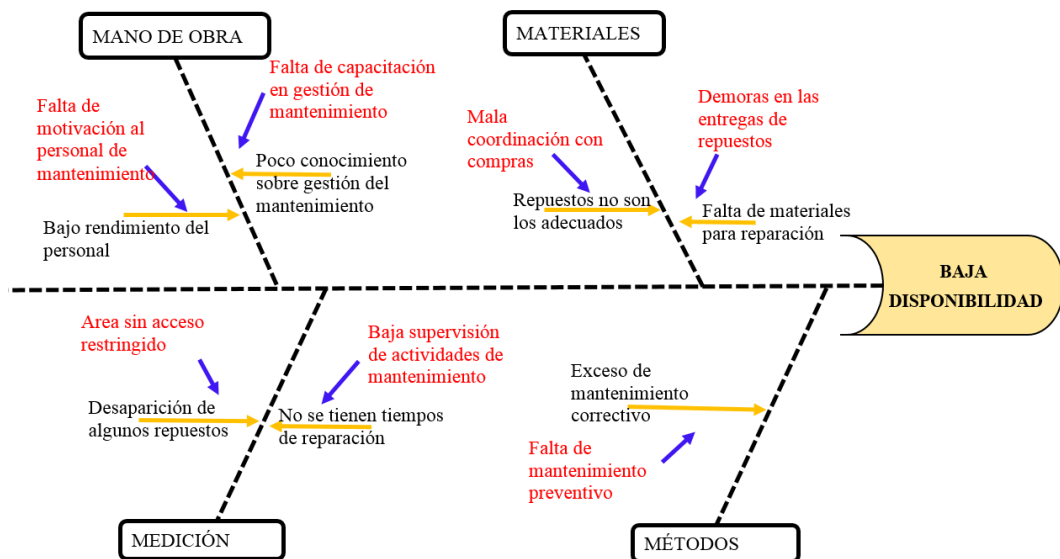 MANO DE OBRA
MATERIALES
Falta de capacitación
en gestión de
mantenimiento
Falta de
motivación al
personal de
mantenimiento
Poco conocimiento
sobre gestión del
mantenimiento
Bajo rendimiento del
personal
Mala
coordinación con
compras
Demoras en las
entregas de
repuestos
Repuestos no son
los adecuados
Falta de materiales
para reparación
BAJA
DISPONIBILIDAD
Area sin acceso
restringido
Baja supervisión
de actividades de
mantenimiento
Desaparición de
algunos repuestos
No se tienen tiempos
de reparación
Exceso de
mantenimiento
correctivo
Falta de
mantenimiento
preventivo
MEDICIÓN
MÉTODOS